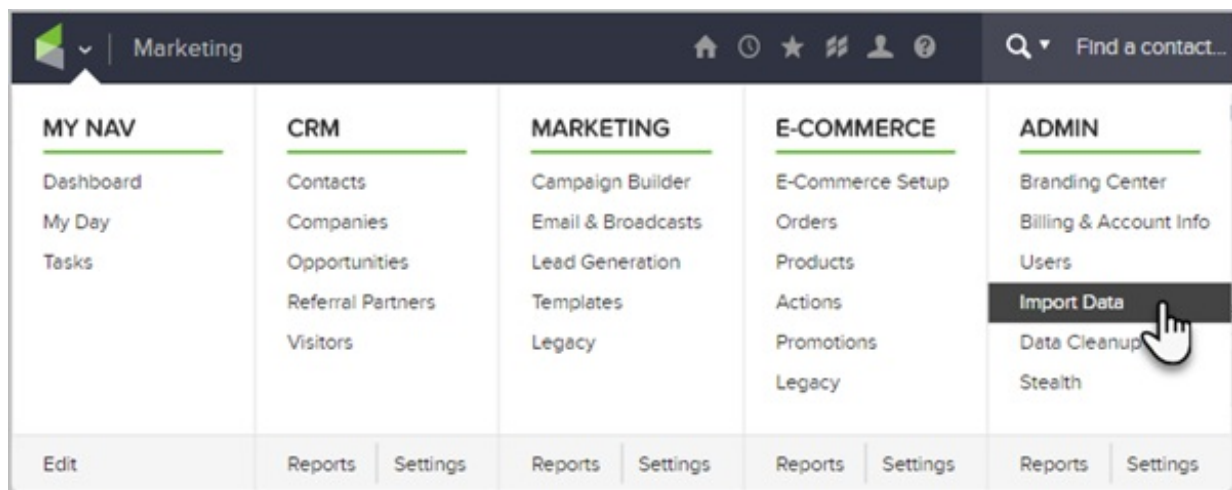 Marketing
Find a contact...
MY NAV
Dashboard
My Day
Tasks
Edit
CRM
Contacts
Companies
Opportunities
Referral Partners
Visitors
Reports
Settings
MARKETING
Campaign Builder
Email & Broadcasts
Lead Generation
Templates
Legacy
Reports
Settings
E-COMMERCE
E-Commerce Setup
Orders
Products
Actions
Promotions
Legacy
Reports
Settings
ADMIN
Branding Center
Billing & Account Info
Users
Import Data
Data Cleanup
Stealth
Reports
Settings